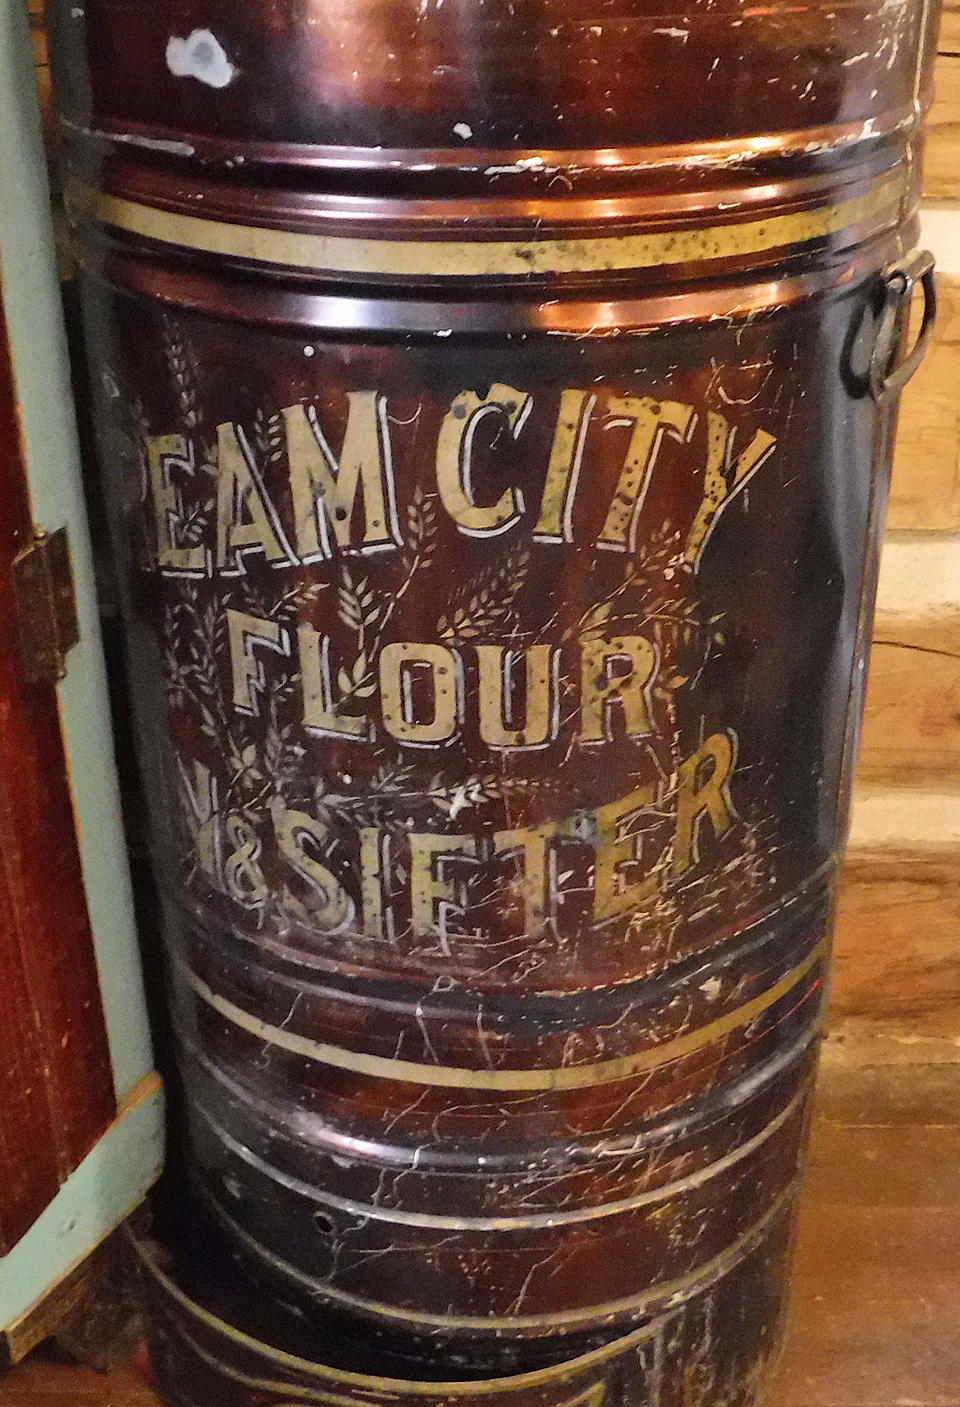 EAM CITY
FLOUR
N & SIFTER